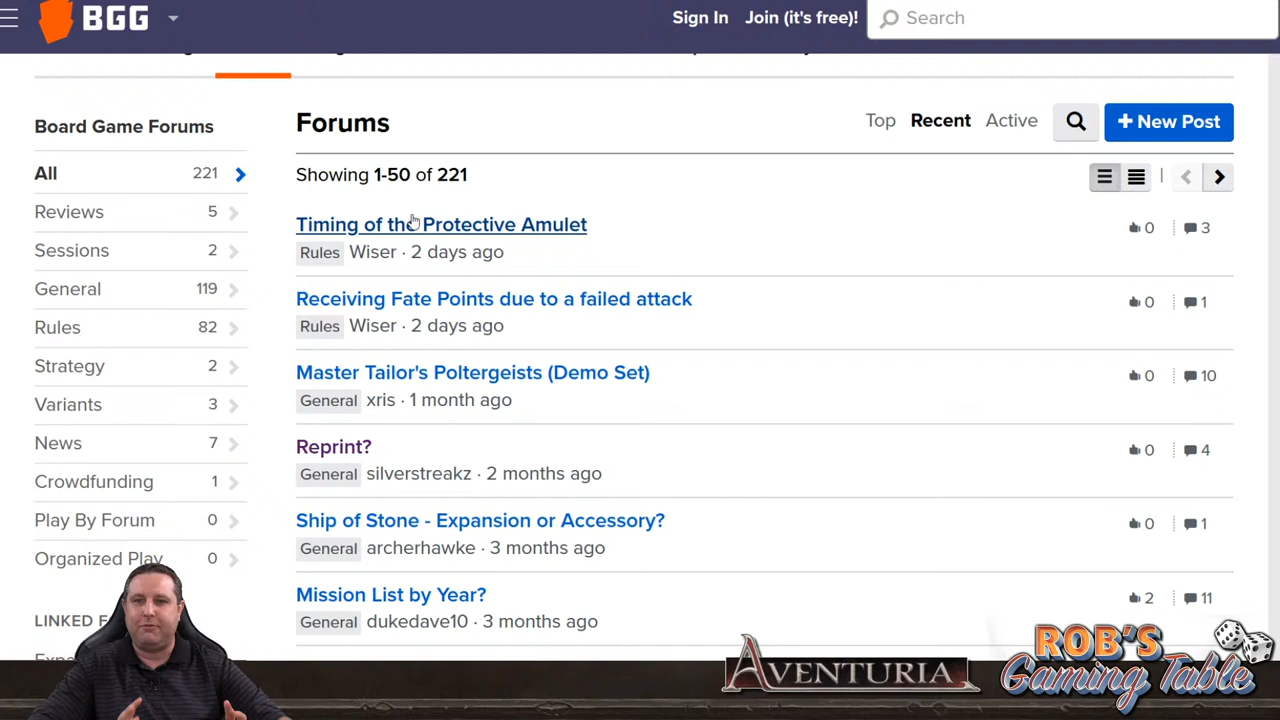 BGG
Sign In
Join (it's free)!
Search
Board Game Forums
All 221
Reviews 5
Sessions 2
General 119
Rules 82
Strategy 2
Variants 3
News 7
Crowdfunding 1
Play By Forum 0
Organized Play 0
LINKED F
Forums
Top Recent Active
+ New Post
Showing 1-50 of 221
Timing of the Protective Amulet
0 3
Rules Wiser · 2 days ago
Receiving Fate Points due to a failed attack
0 1
Rules Wiser · 2 days ago
Master Tailor's Poltergeists (Demo Set)
0 10
General xris · 1 month ago
Reprint?
0 4
General silverstreakz · 2 months ago
Ship of Stone - Expansion or Accessory?
0 1
General archerhawke · 3 months ago
Mission List by Year?
2 11
General dukedave10 · 3 months ago
AVENTURIA
ROB'S
Gaming Table